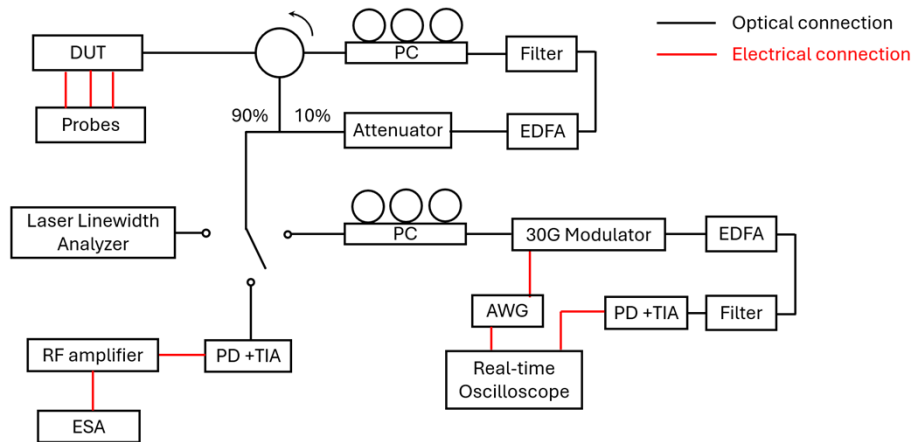 Optical connection
DUT
PC
Filter
Electrical connection
Probes
90%
10%
Attenuator
EDFA
Laser Linewidth
Analyzer
PC
30G Modulator
EDFA
AWG
PD +TIA
Filter
RF amplifier
PD +TIA
Real-time
Oscilloscope
ESA